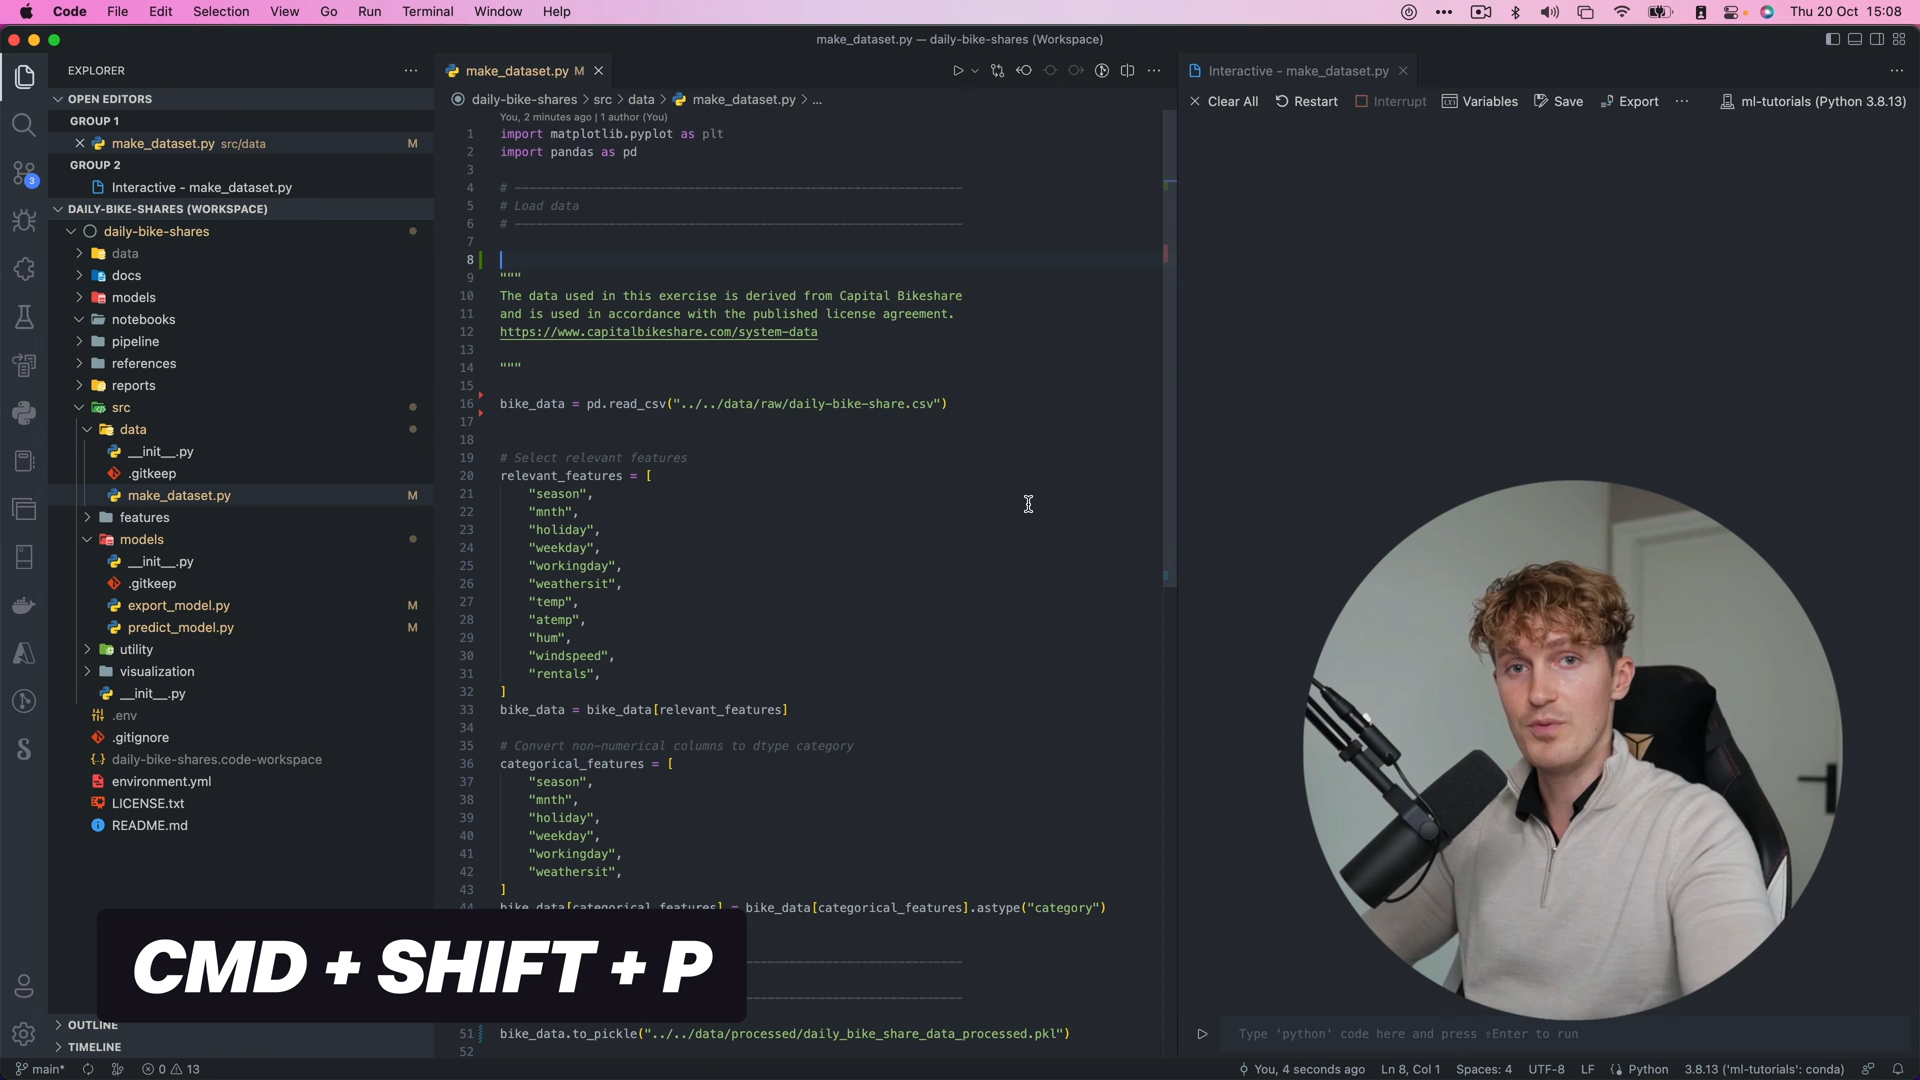 Code File Edit Selection View Go Run Terminal Window Help
Thu 20 Oct 15:08
make_dataset.py — daily-bike-shares (Workspace)
EXPLORER
OPEN EDITORS
GROUP 1
make_dataset.py src/data M
GROUP 2
Interactive - make_dataset.py
DAILY-BIKE-SHARES (WORKSPACE)
daily-bike-shares
data
docs
models
notebooks
pipeline
references
reports
src
data
__init__.py
.gitkeep
make_dataset.py M
features
models
__init__.py
.gitkeep
export_model.py M
predict_model.py M
utility
visualization
__init__.py
.env
.gitignore
daily-bike-shares.code-workspace
environment.yml
LICENSE.txt
README.md
OUTLINE
TIMELINE
3
make_dataset.py M
daily-bike-shares > src > data > make_dataset.py > ...
You, 2 minutes ago | 1 author (You)
1 import matplotlib.pyplot as plt
2 import pandas as pd
3
4 # --------------------------------------------------------------
5 # Load data
6 # --------------------------------------------------------------
7
8
9 """
10 The data used in this exercise is derived from Capital Bikeshare
11 and is used in accordance with the published license agreement.
12 https://www.capitalbikeshare.com/system-data
13
14 """
15
16 bike_data = pd.read_csv("../../data/raw/daily-bike-share.csv")
17
18
19 # Select relevant features
20 relevant_features = [
21 "season",
22 "mnth",
23 "holiday",
24 "weekday",
25 "workingday",
26 "weathersit",
27 "temp",
28 "atemp",
29 "hum",
30 "windspeed",
31 "rentals",
32 ]
33 bike_data = bike_data[relevant_features]
34
35 # Convert non-numerical columns to dtype category
36 categorical_features = [
37 "season",
38 "mnth",
39 "holiday",
40 "weekday",
41 "workingday",
42 "weathersit",
43 ]
44 bike_data[categorical_features] = bike_data[categorical_features].astype("category")
51 bike_data.to_pickle("../../data/processed/daily_bike_share_data_processed.pkl")
52
CMD + SHIFT + P
Interactive - make_dataset.py
Clear All Restart Interrupt Variables Save Export ... ml-tutorials (Python 3.8.13)
Type 'python' code here and press ⇧Enter to run
main* 0 13
You, 4 seconds ago Ln 8, Col 1 Spaces: 4 UTF-8 LF Python 3.8.13 ('ml-tutorials': conda)